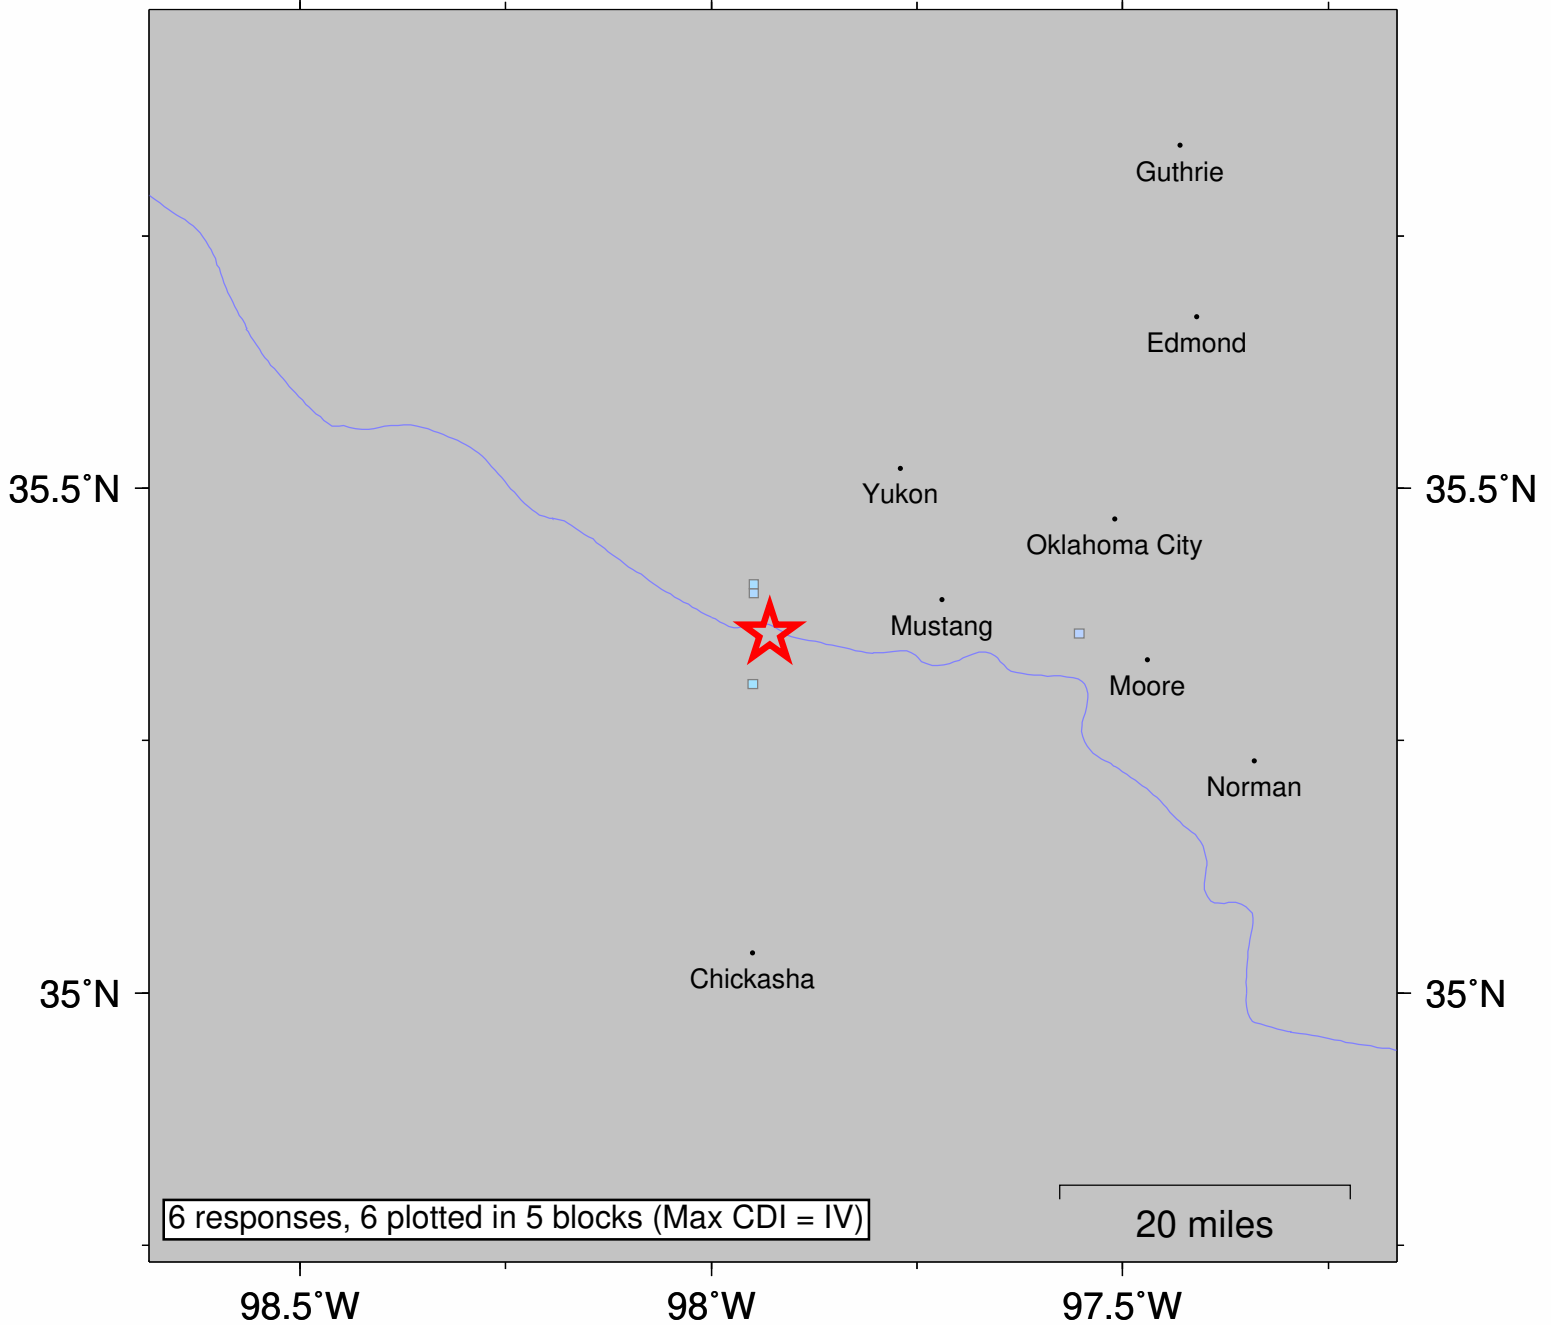 Guthrie
Edmond
35.5˚N
35.5˚N
Yukon
Oklahoma City
Mustang
Moore
Norman
Chickasha
35˚N
35˚N
6 responses, 6 plotted in 5 blocks (Max CDI = IV)
20 miles
98.5˚W
98˚W
97.5˚W